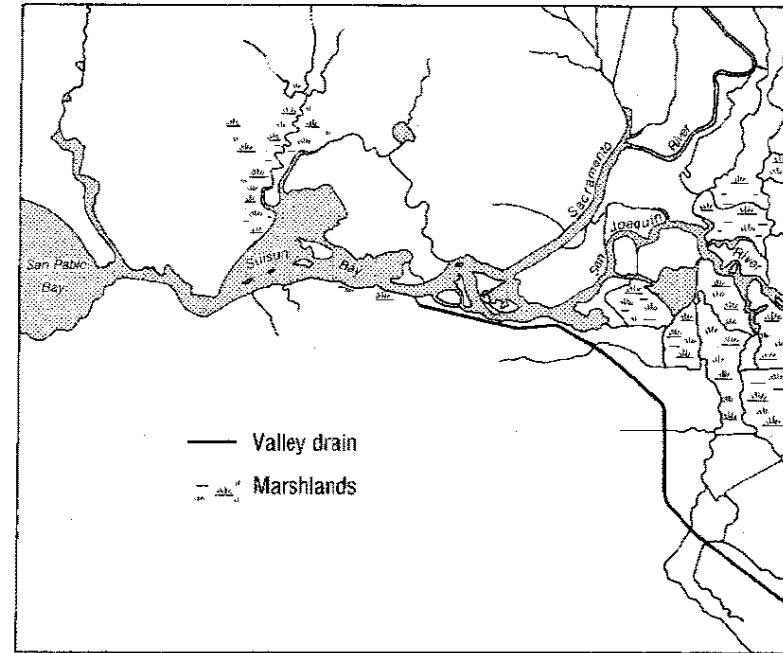 Sacramento
River
San Joaquin River
San Pablo
Bay
Suisun Bay
Valley drain
Marshlands